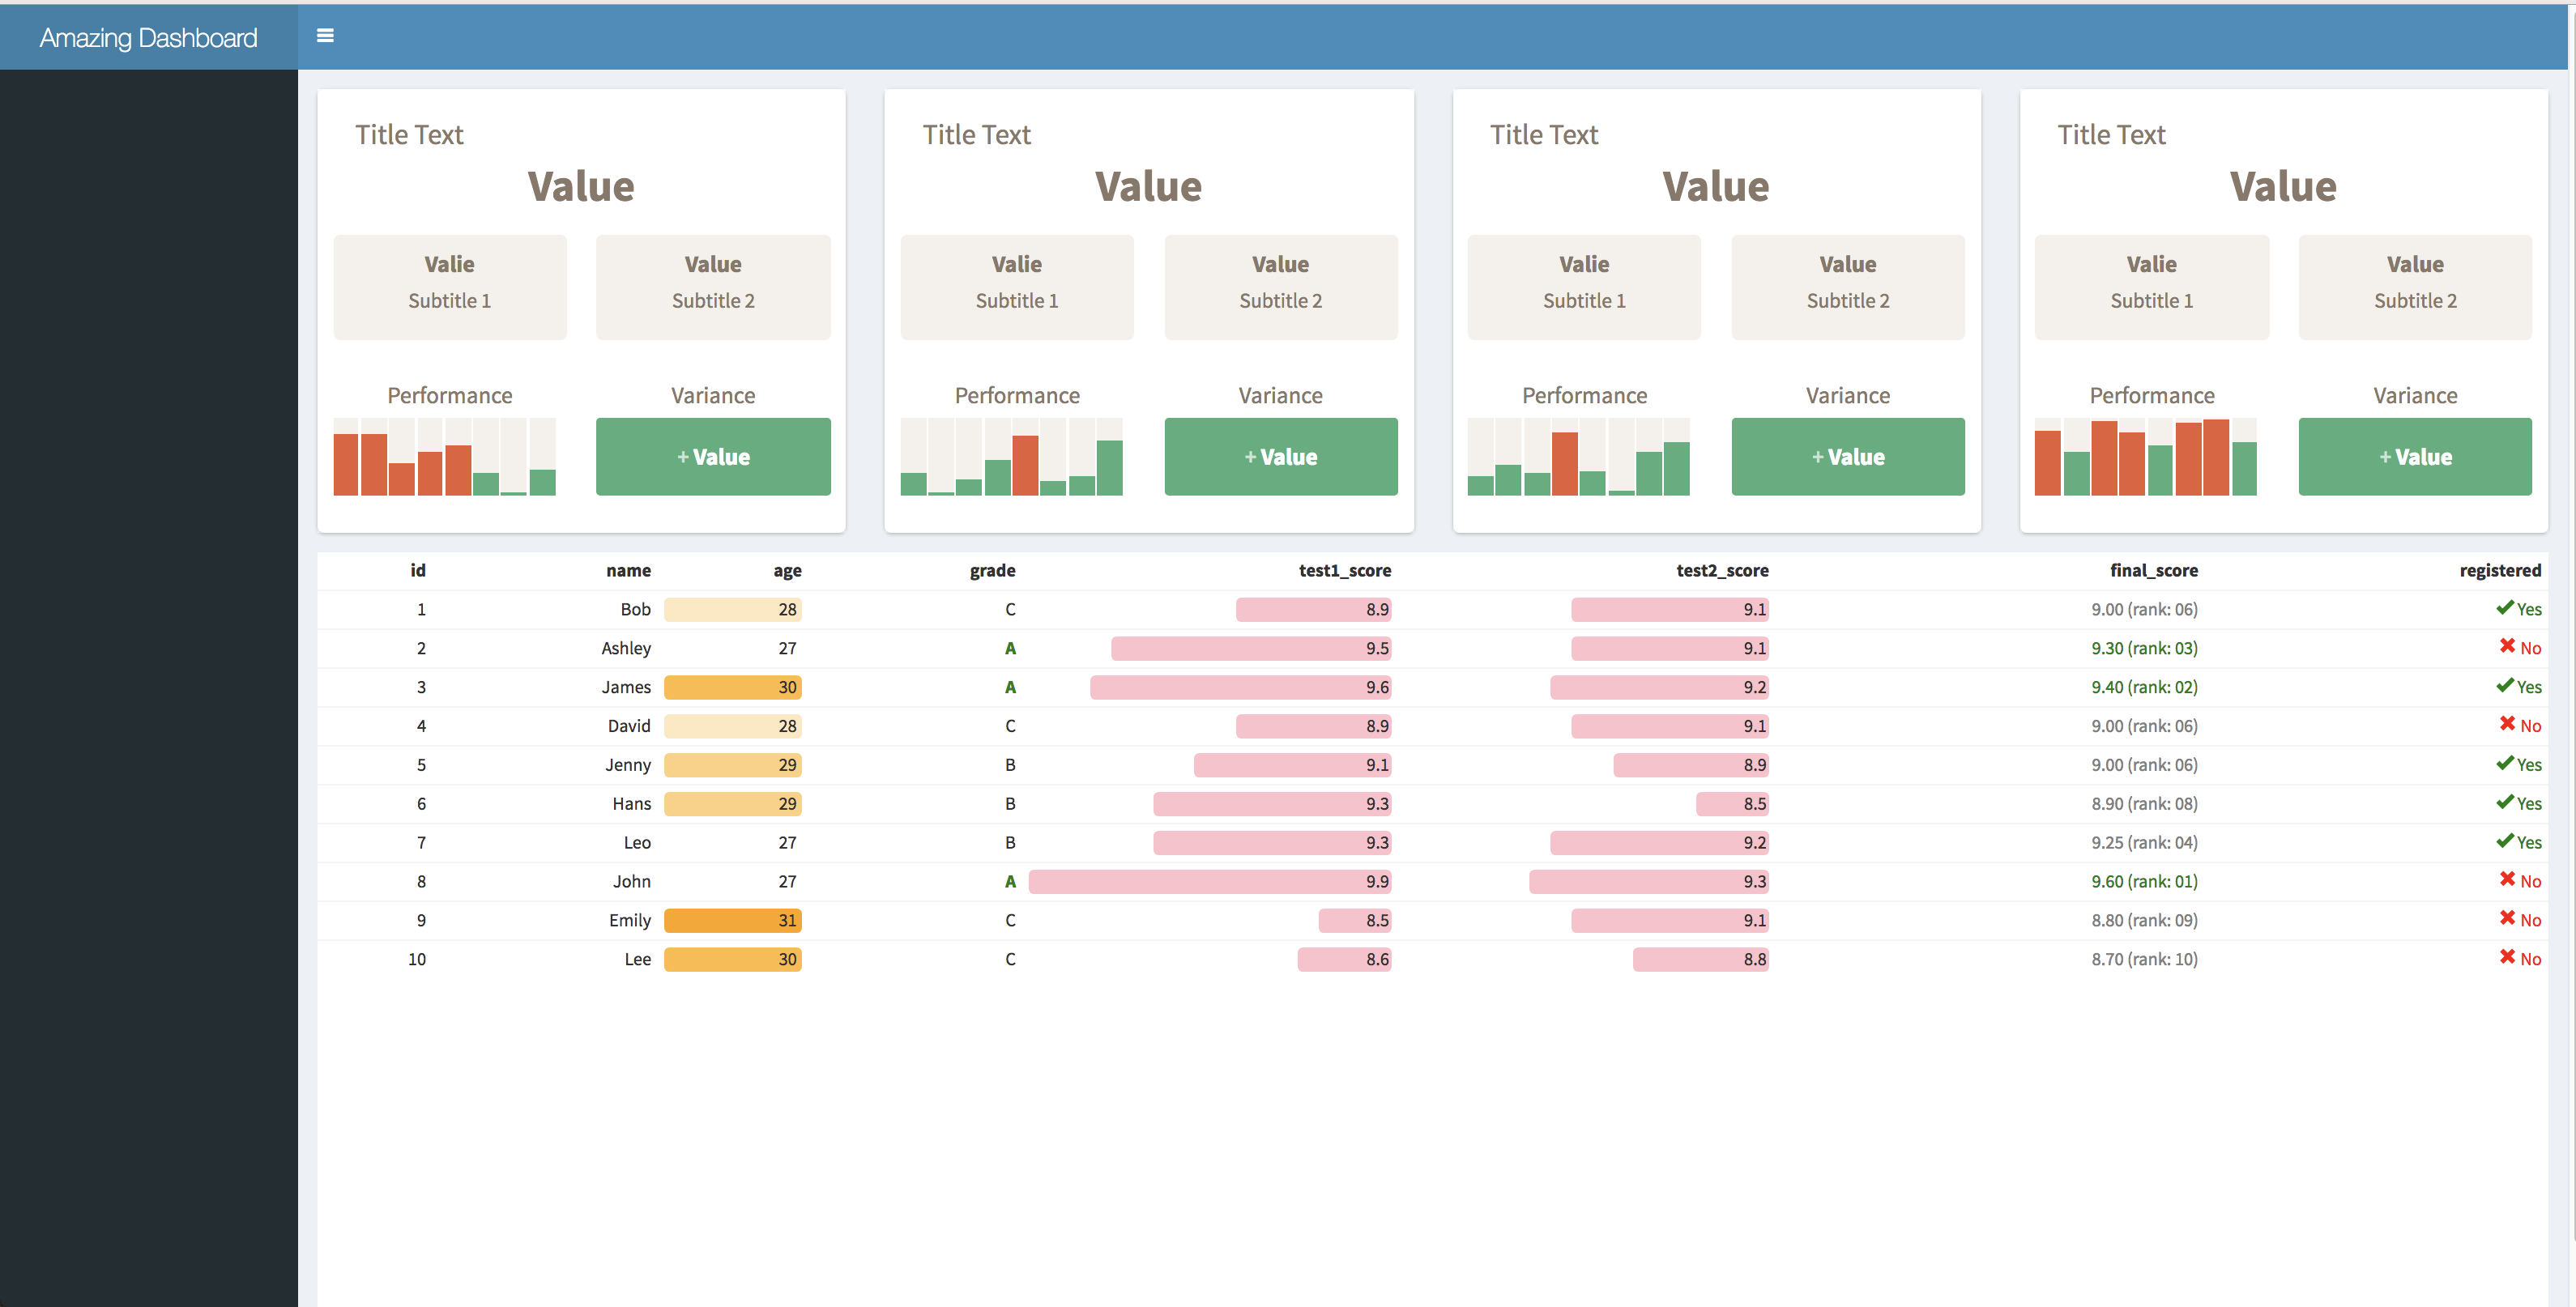 Amazing Dashboard
Title Text
Value
Valie Value
Subtitle 1 Subtitle 2
Performance Variance
+ Value
Title Text
Value
Valie Value
Subtitle 1 Subtitle 2
Performance Variance
+ Value
Title Text
Value
Valie Value
Subtitle 1 Subtitle 2
Performance Variance
+ Value
Title Text
Value
Valie Value
Subtitle 1 Subtitle 2
Performance Variance
+ Value
id name age grade test1_score test2_score final_score registered
1 Bob 28 C 8.9 9.1 9.00 (rank: 06) Yes
2 Ashley 27 A 9.5 9.1 9.30 (rank: 03) No
3 James 30 A 9.6 9.2 9.40 (rank: 02) Yes
4 David 28 C 8.9 9.1 9.00 (rank: 06) No
5 Jenny 29 B 9.1 8.9 9.00 (rank: 06) Yes
6 Hans 29 B 9.3 8.5 8.90 (rank: 08) Yes
7 Leo 27 B 9.3 9.2 9.25 (rank: 04) Yes
8 John 27 A 9.9 9.3 9.60 (rank: 01) No
9 Emily 31 C 8.5 9.1 8.80 (rank: 09) No
10 Lee 30 C 8.6 8.8 8.70 (rank: 10) No